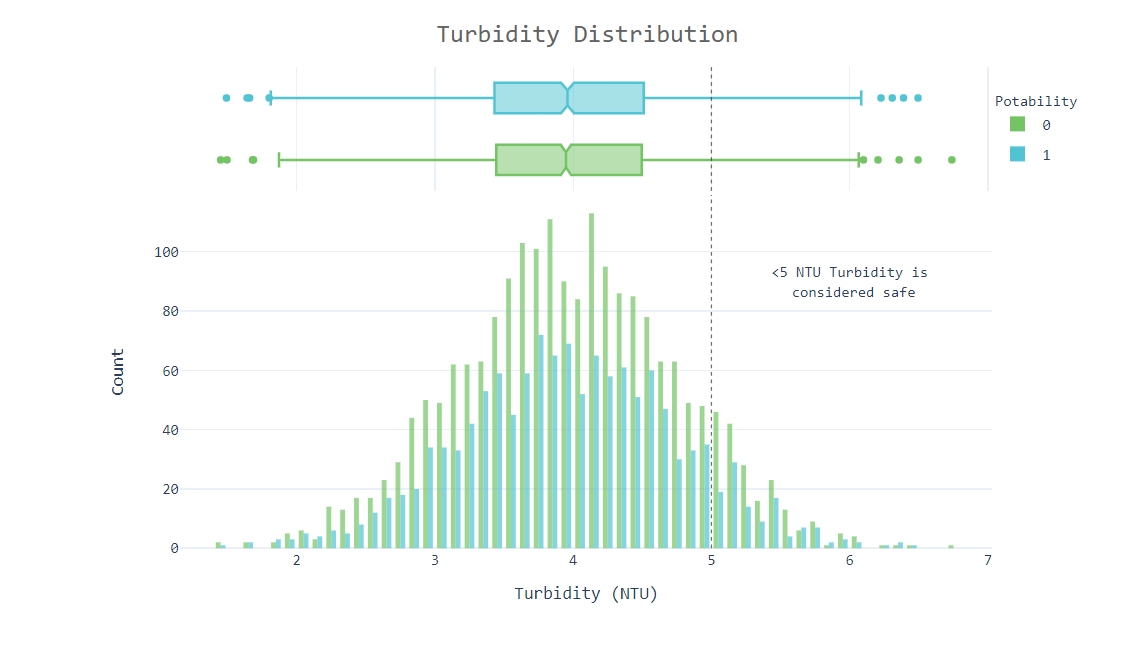 Turbidity Distribution
Potability
0
1
100
80
60
40
20
0
Count
<5 NTU Turbidity is
considered safe
2
3
4
5
6
7
Turbidity (NTU)